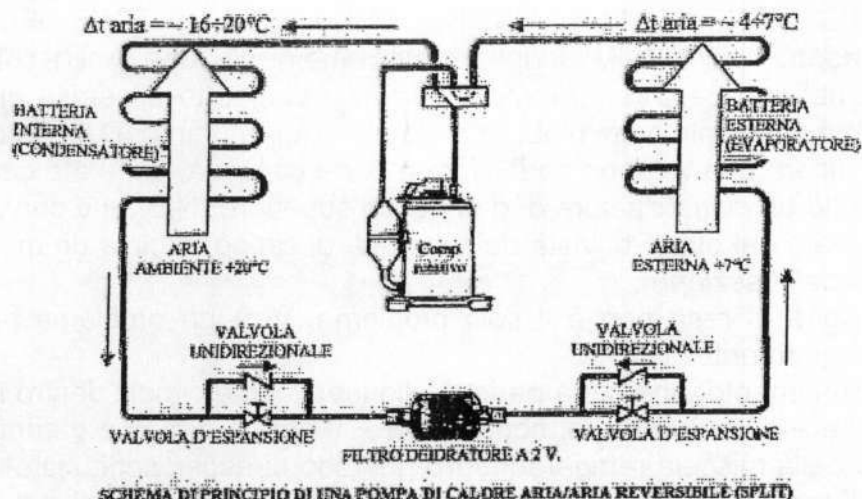 Δt aria = ~ 16÷20°C
Δt aria = ~ 4÷7°C
BATTERIA
INTERNA
(CONDENSATORE)
BATTERIA
ESTERNA
(EVAPORATORE)
ARIA
AMBIENTE +20°C
Comp.
ARIA
ESTERNA +7°C
VALVOLA
UNIDIREZIONALE
VALVOLA
UNIDIREZIONALE
VALVOLA D'ESPANSIONE
VALVOLA D'ESPANSIONE
FILTRO DEIDRATORE A 2 V.
SCHEMA DI PRINCIPIO DI UNA POMPA DI CALORE ARIA/ARIA REVERSIBILE (SPLIT)